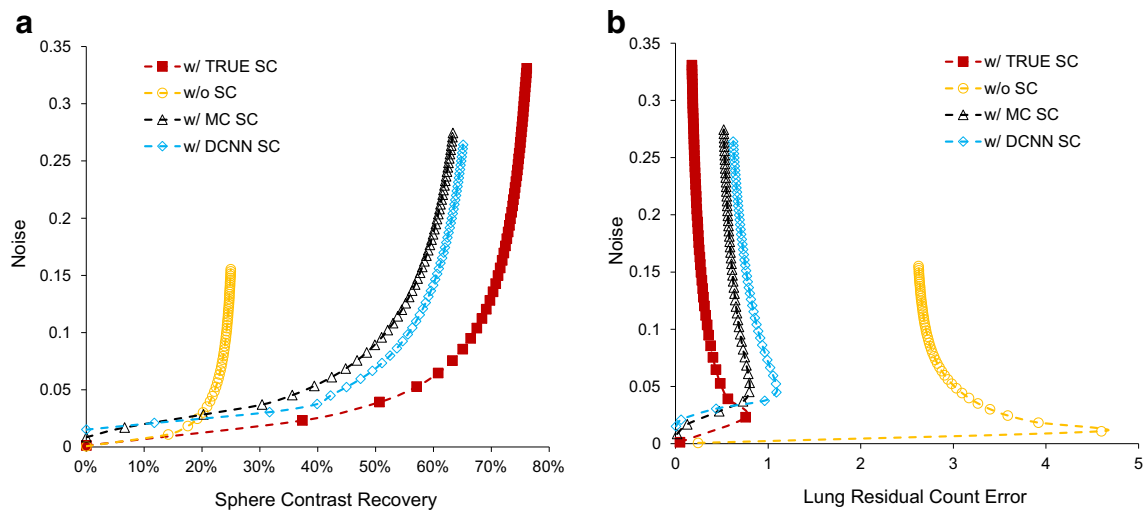 a
0.35
0.3
0.25
0.2
0.15
0.1
0.05
0
Noise
w/ TRUE SC
w/o SC
w/ MC SC
w/ DCNN SC
0% 10% 20% 30% 40% 50% 60% 70% 80%
Sphere Contrast Recovery
b
0.35
0.3
0.25
0.2
0.15
0.1
0.05
0
Noise
w/ TRUE SC
w/o SC
w/ MC SC
w/ DCNN SC
0 1 2 3 4 5
Lung Residual Count Error